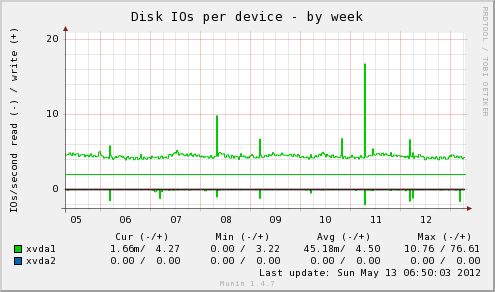 Disk IOs per device - by week
RRDTOOL / TOBI OETIKER
IOs/second read (-) / write (+)
20
10
0
05 06 07 08 09 10 11 12
Cur (-/+) Min (-/+) Avg (-/+) Max (-/+)
xvda1 1.66m/ 4.27 0.00 / 3.22 45.18m/ 4.50 10.76 / 76.61
xvda2 0.00 / 0.00 0.00 / 0.00 0.00 / 0.00 0.00 / 0.00
Last update: Sun May 13 06:50:03 2012
Munin 1.4.7